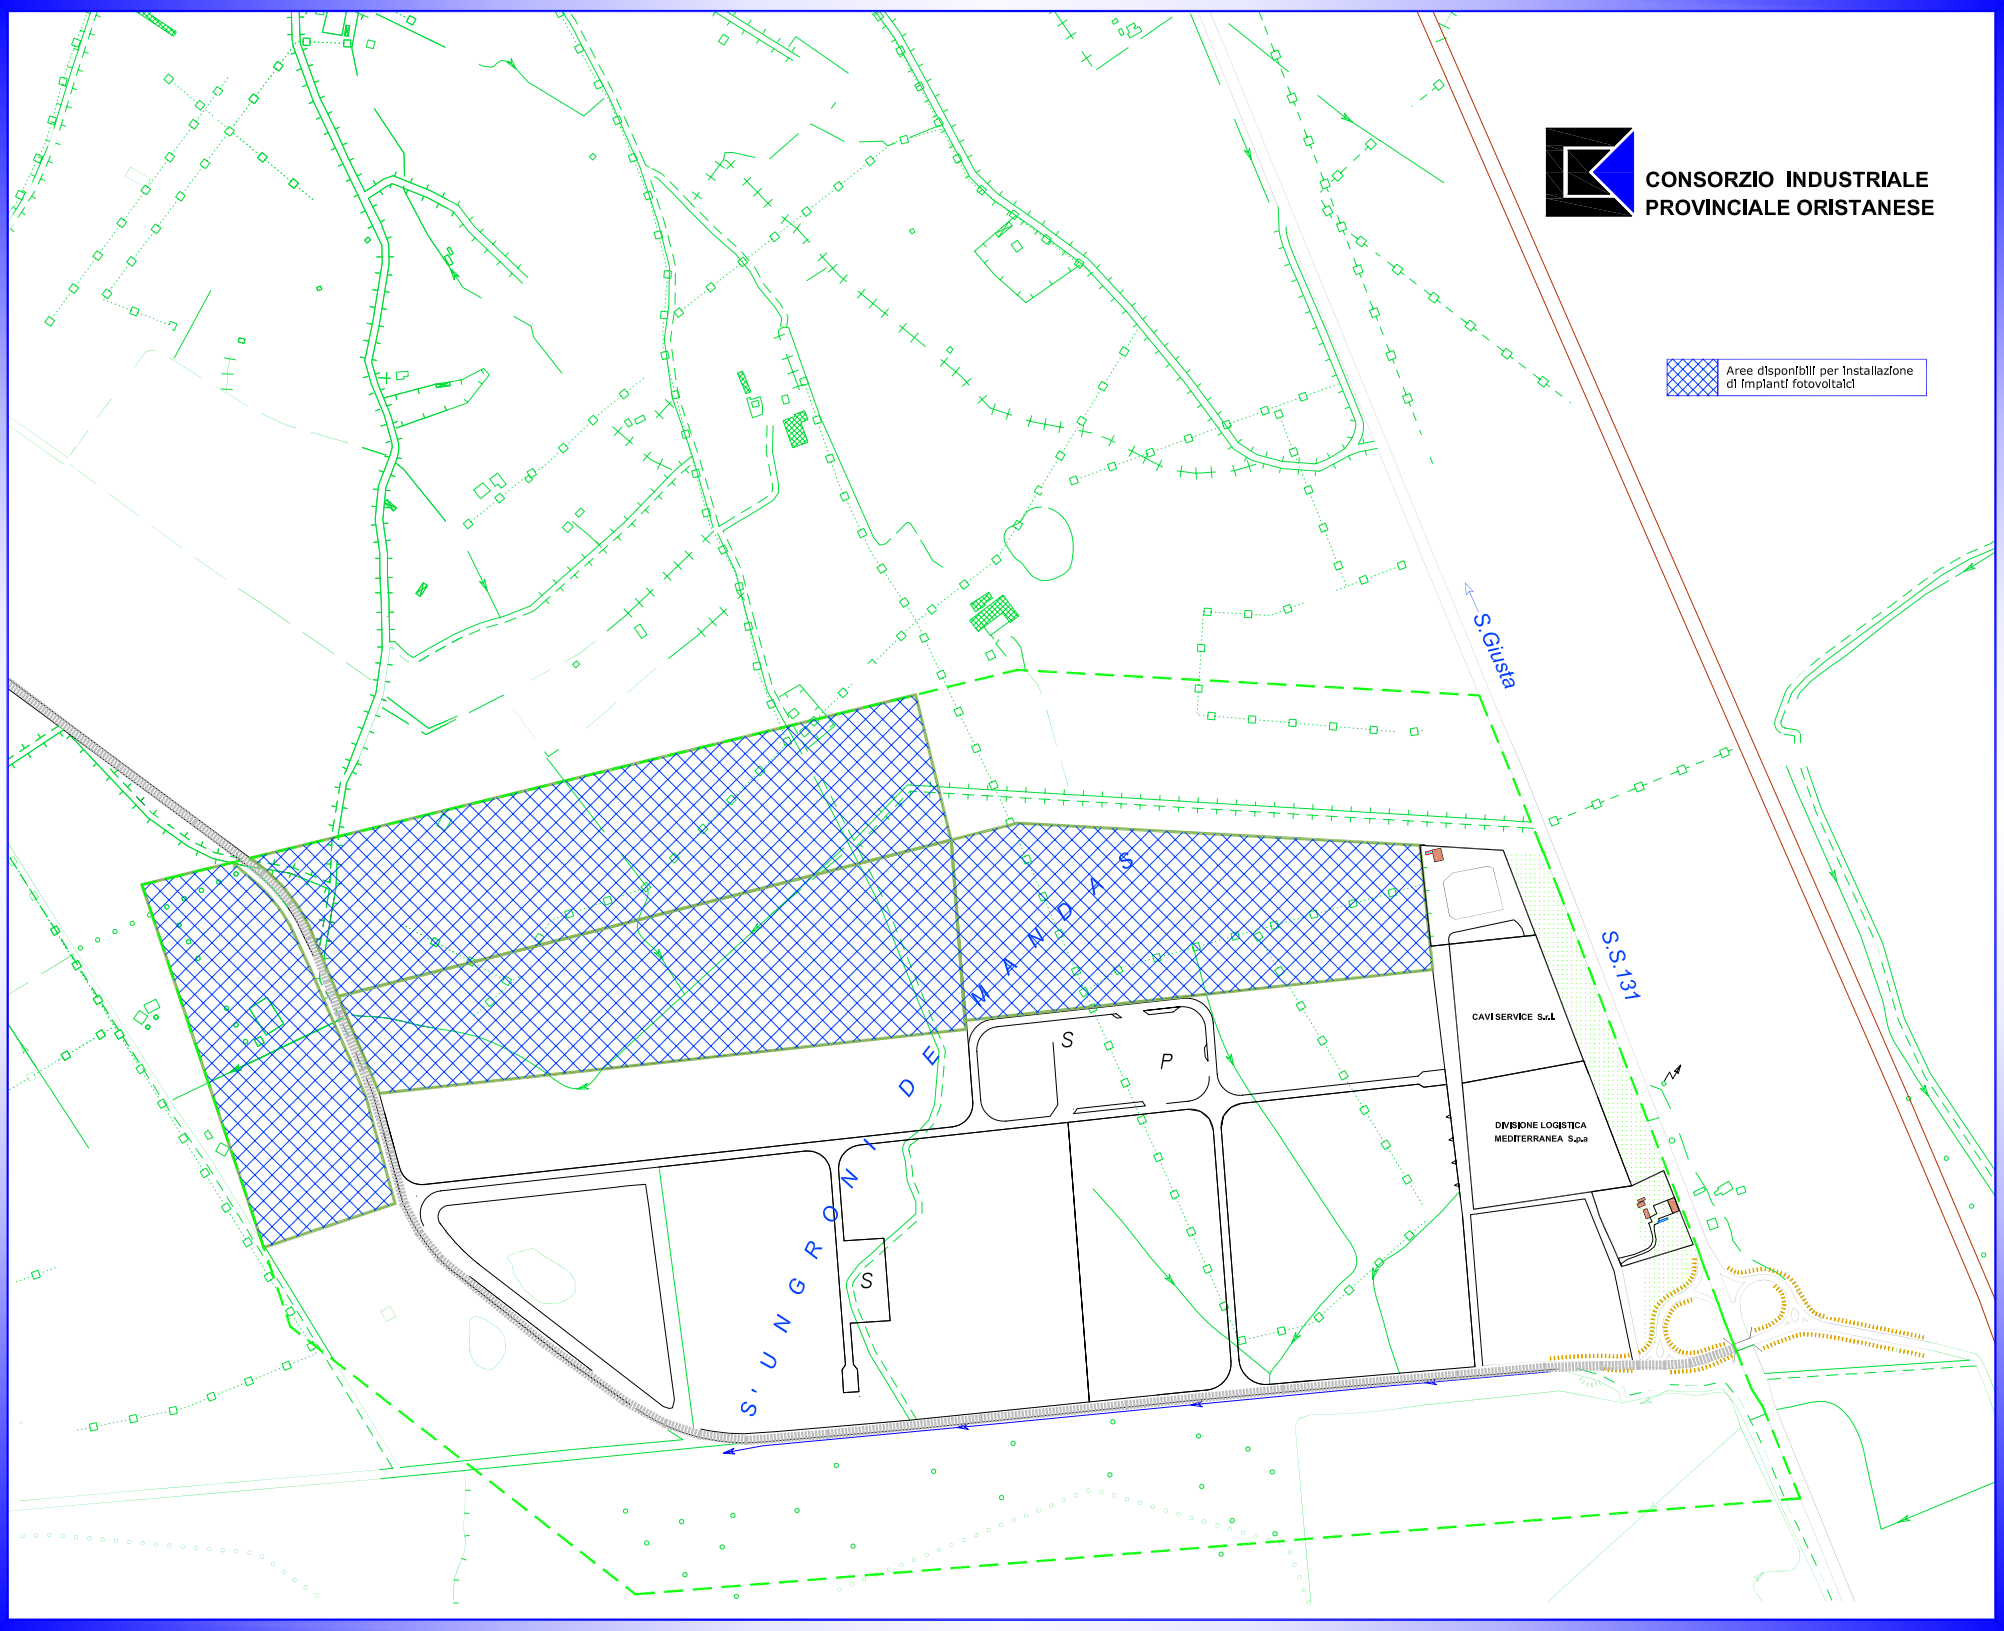 CONSORZIO INDUSTRIALE
PROVINCIALE ORISTANESE
Aree disponibili per installazione
di impianti fotovoltaici
S.Giusta
S.S.131
CAVI SERVICE S.r.l.
DIVISIONE LOGISTICA
MEDITERRANEA S.p.a
S
P
S
S' UNGRONI DE MANDAS